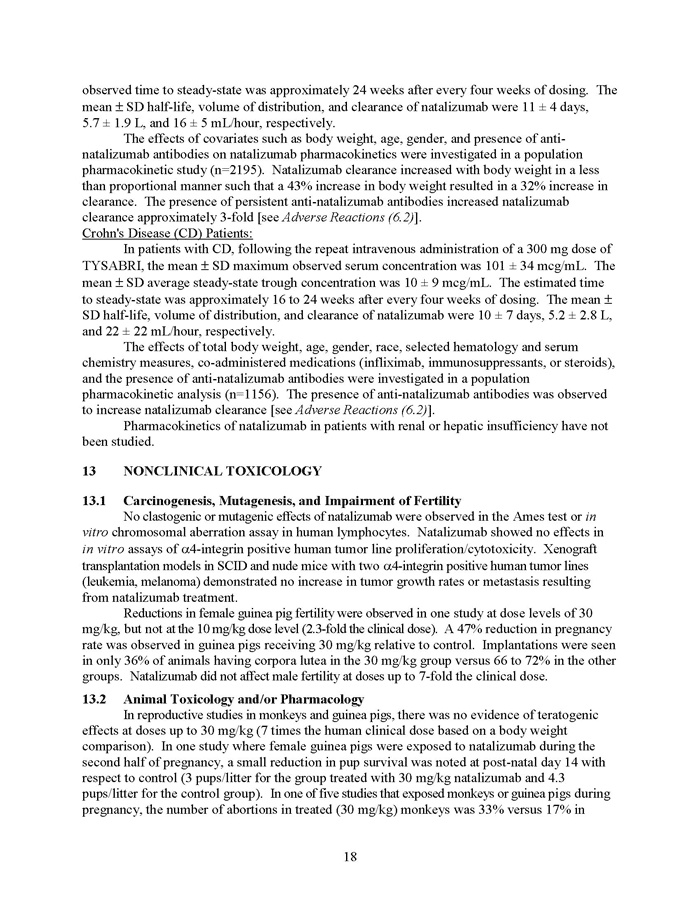 observed time to steady-state was approximately 24 weeks after every four weeks of dosing. The
mean ± SD half-life, volume of distribution, and clearance of natalizumab were 11 ± 4 days,
5.7 ± 1.9 L, and 16 ± 5 mL/hour, respectively.
The effects of covariates such as body weight, age, gender, and presence of anti-
natalizumab antibodies on natalizumab pharmacokinetics were investigated in a population
pharmacokinetic study (n=2195). Natalizumab clearance increased with body weight in a less
than proportional manner such that a 43% increase in body weight resulted in a 32% increase in
clearance. The presence of persistent anti-natalizumab antibodies increased natalizumab
clearance approximately 3-fold [see Adverse Reactions (6.2)].
Crohn's Disease (CD) Patients:
In patients with CD, following the repeat intravenous administration of a 300 mg dose of
TYSABRI, the mean ± SD maximum observed serum concentration was 101 ± 34 mcg/mL. The
mean ± SD average steady-state trough concentration was 10 ± 9 mcg/mL. The estimated time
to steady-state was approximately 16 to 24 weeks after every four weeks of dosing. The mean ±
SD half-life, volume of distribution, and clearance of natalizumab were 10 ± 7 days, 5.2 ± 2.8 L,
and 22 ± 22 mL/hour, respectively.
The effects of total body weight, age, gender, race, selected hematology and serum
chemistry measures, co-administered medications (infliximab, immunosuppressants, or steroids),
and the presence of anti-natalizumab antibodies were investigated in a population
pharmacokinetic analysis (n=1156). The presence of anti-natalizumab antibodies was observed
to increase natalizumab clearance [see Adverse Reactions (6.2)].
Pharmacokinetics of natalizumab in patients with renal or hepatic insufficiency have not
been studied.
13 NONCLINICAL TOXICOLOGY
13.1 Carcinogenesis, Mutagenesis, and Impairment of Fertility
No clastogenic or mutagenic effects of natalizumab were observed in the Ames test or in
vitro chromosomal aberration assay in human lymphocytes. Natalizumab showed no effects in
in vitro assays of α4-integrin positive human tumor line proliferation/cytotoxicity. Xenograft
transplantation models in SCID and nude mice with two α4-integrin positive human tumor lines
(leukemia, melanoma) demonstrated no increase in tumor growth rates or metastasis resulting
from natalizumab treatment.
Reductions in female guinea pig fertility were observed in one study at dose levels of 30
mg/kg, but not at the 10 mg/kg dose level (2.3-fold the clinical dose). A 47% reduction in pregnancy
rate was observed in guinea pigs receiving 30 mg/kg relative to control. Implantations were seen
in only 36% of animals having corpora lutea in the 30 mg/kg group versus 66 to 72% in the other
groups. Natalizumab did not affect male fertility at doses up to 7-fold the clinical dose.
13.2 Animal Toxicology and/or Pharmacology
In reproductive studies in monkeys and guinea pigs, there was no evidence of teratogenic
effects at doses up to 30 mg/kg (7 times the human clinical dose based on a body weight
comparison). In one study where female guinea pigs were exposed to natalizumab during the
second half of pregnancy, a small reduction in pup survival was noted at post-natal day 14 with
respect to control (3 pups/litter for the group treated with 30 mg/kg natalizumab and 4.3
pups/litter for the control group). In one of five studies that exposed monkeys or guinea pigs during
pregnancy, the number of abortions in treated (30 mg/kg) monkeys was 33% versus 17% in
18